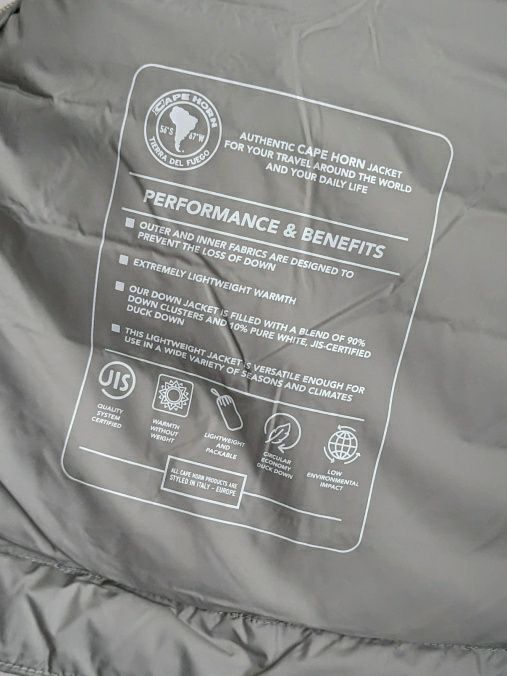 CAPE HORN
56°S 67°W
TIERRA DEL FUEGO
AUTHENTIC CAPE HORN JACKET
FOR YOUR TRAVEL AROUND THE WORLD
AND YOUR DAILY LIFE
PERFORMANCE & BENEFITS
OUTER AND INNER FABRICS ARE DESIGNED TO
PREVENT THE LOSS OF DOWN
EXTREMELY LIGHTWEIGHT WARMTH
OUR DOWN JACKET IS FILLED WITH A BLEND OF 90%
DOWN CLUSTERS AND 10% PURE WHITE, JIS-CERTIFIED
DUCK DOWN
THIS LIGHTWEIGHT JACKET IS VERSATILE ENOUGH FOR
USE IN A WIDE VARIETY OF SEASONS AND CLIMATES
JIS
QUALITY
SYSTEM
CERTIFIED
WARMTH
WITHOUT
WEIGHT
LIGHTWEIGHT
AND
PACKABLE
CIRCULAR
ECONOMY
DUCK DOWN
LOW
ENVIRONMENTAL
IMPACT
ALL CAPE HORN PRODUCTS ARE
STYLED IN ITALY - EUROPE